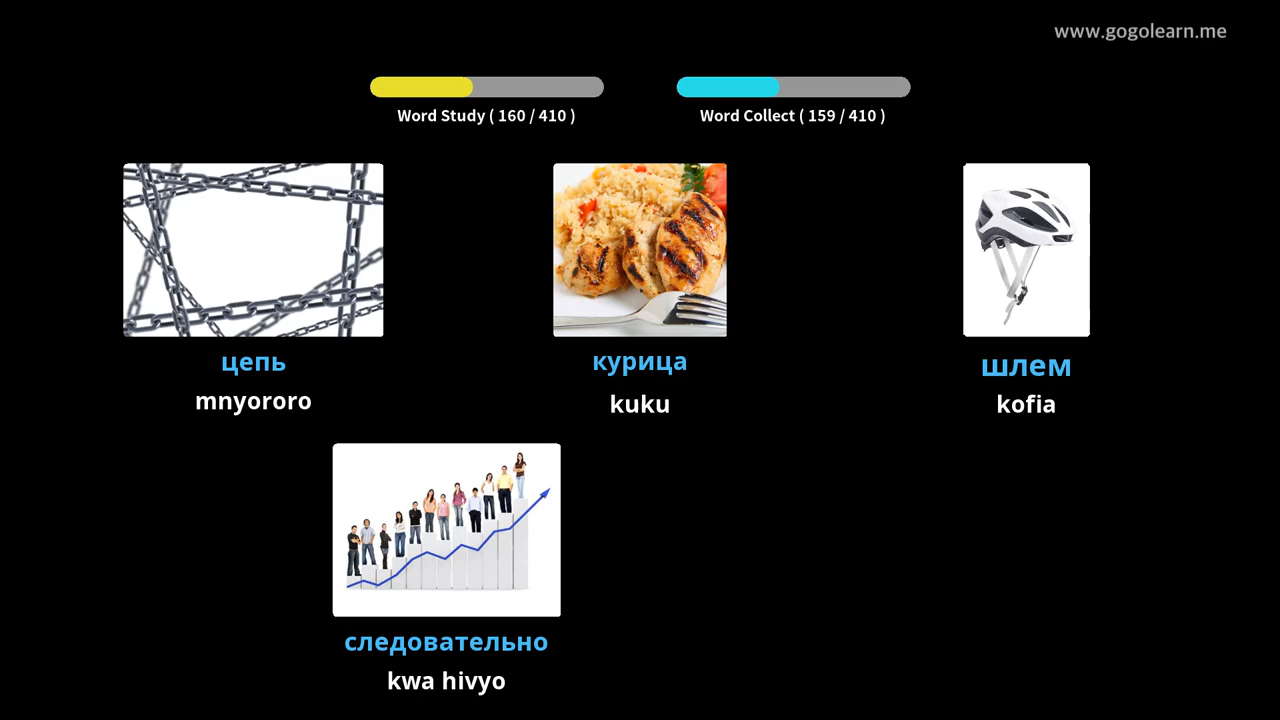 www.gogolearn.me
Word Study ( 160 / 410 )
Word Collect ( 159 / 410 )
цепь
mnyororo
курица
kuku
шлем
kofia
следовательно
kwa hivyo